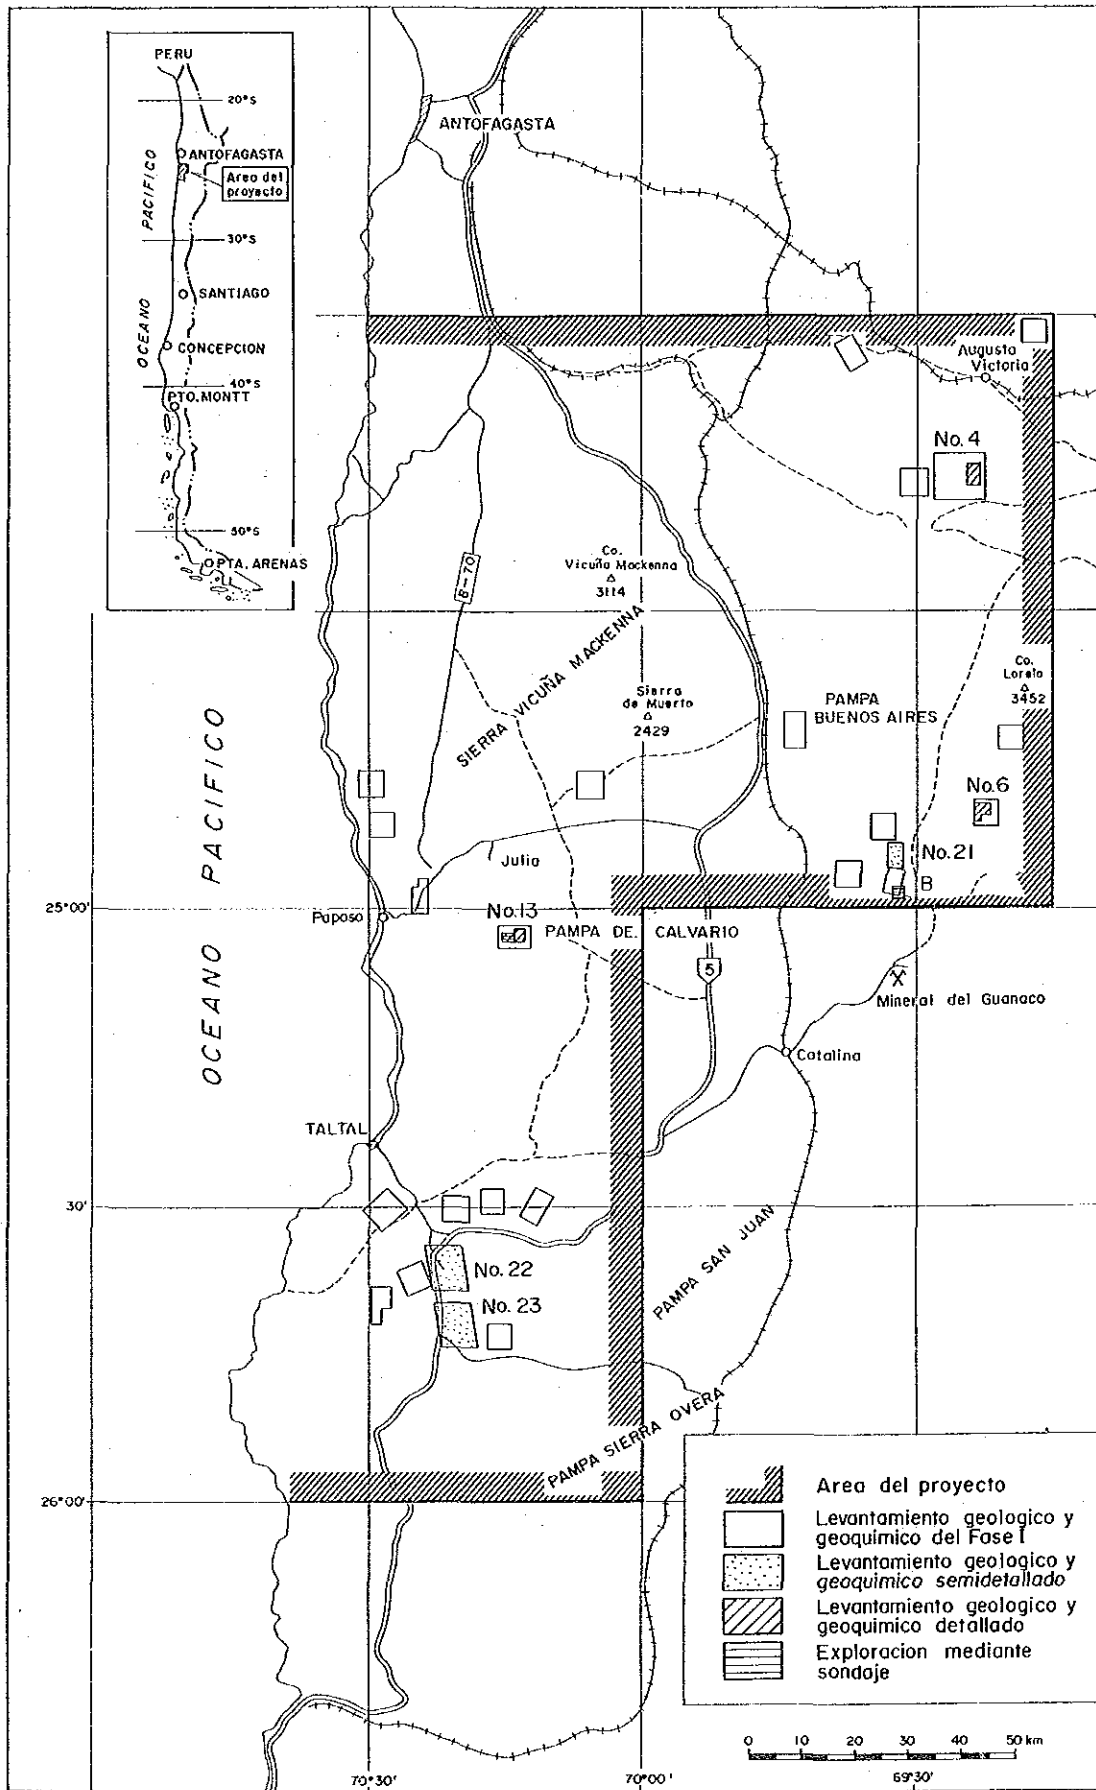 PERU
20°S
ANTOFAGASTA
Area del
proyecto
OCEANO PACIFICO
30°S
SANTIAGO
CONCEPCION
40°S
PTO. MONTT
50°S
PTA. ARENAS
ANTOFAGASTA
Augusta
Victoria
No.4
B-70
Co.
Vicuña Mackenna
3114
SIERRA VICUÑA MACKENNA
Sierra
de Muerto
2429
PAMPA
BUENOS AIRES
Co.
Loreto
3452
No.6
No.21
B
Julia
OCEANO PACIFICO
25°00'
Paposo
No.13
PAMPA DE CALVARIO
5
Mineral del Guanaco
Catalina
TALTAL
30'
No.22
No.23
PAMPA SAN JUAN
PAMPA SIERRA OVERA
26°00'
Area del proyecto
Levantamiento geologico y
geoquimico del Fase I
Levantamiento geologico y
geoquimico semidetallado
Levantamiento geologico y
geoquimico detallado
Exploracion mediante
sondaje
0 10 20 30 40 50 km
70°30' 70°00' 69°30'